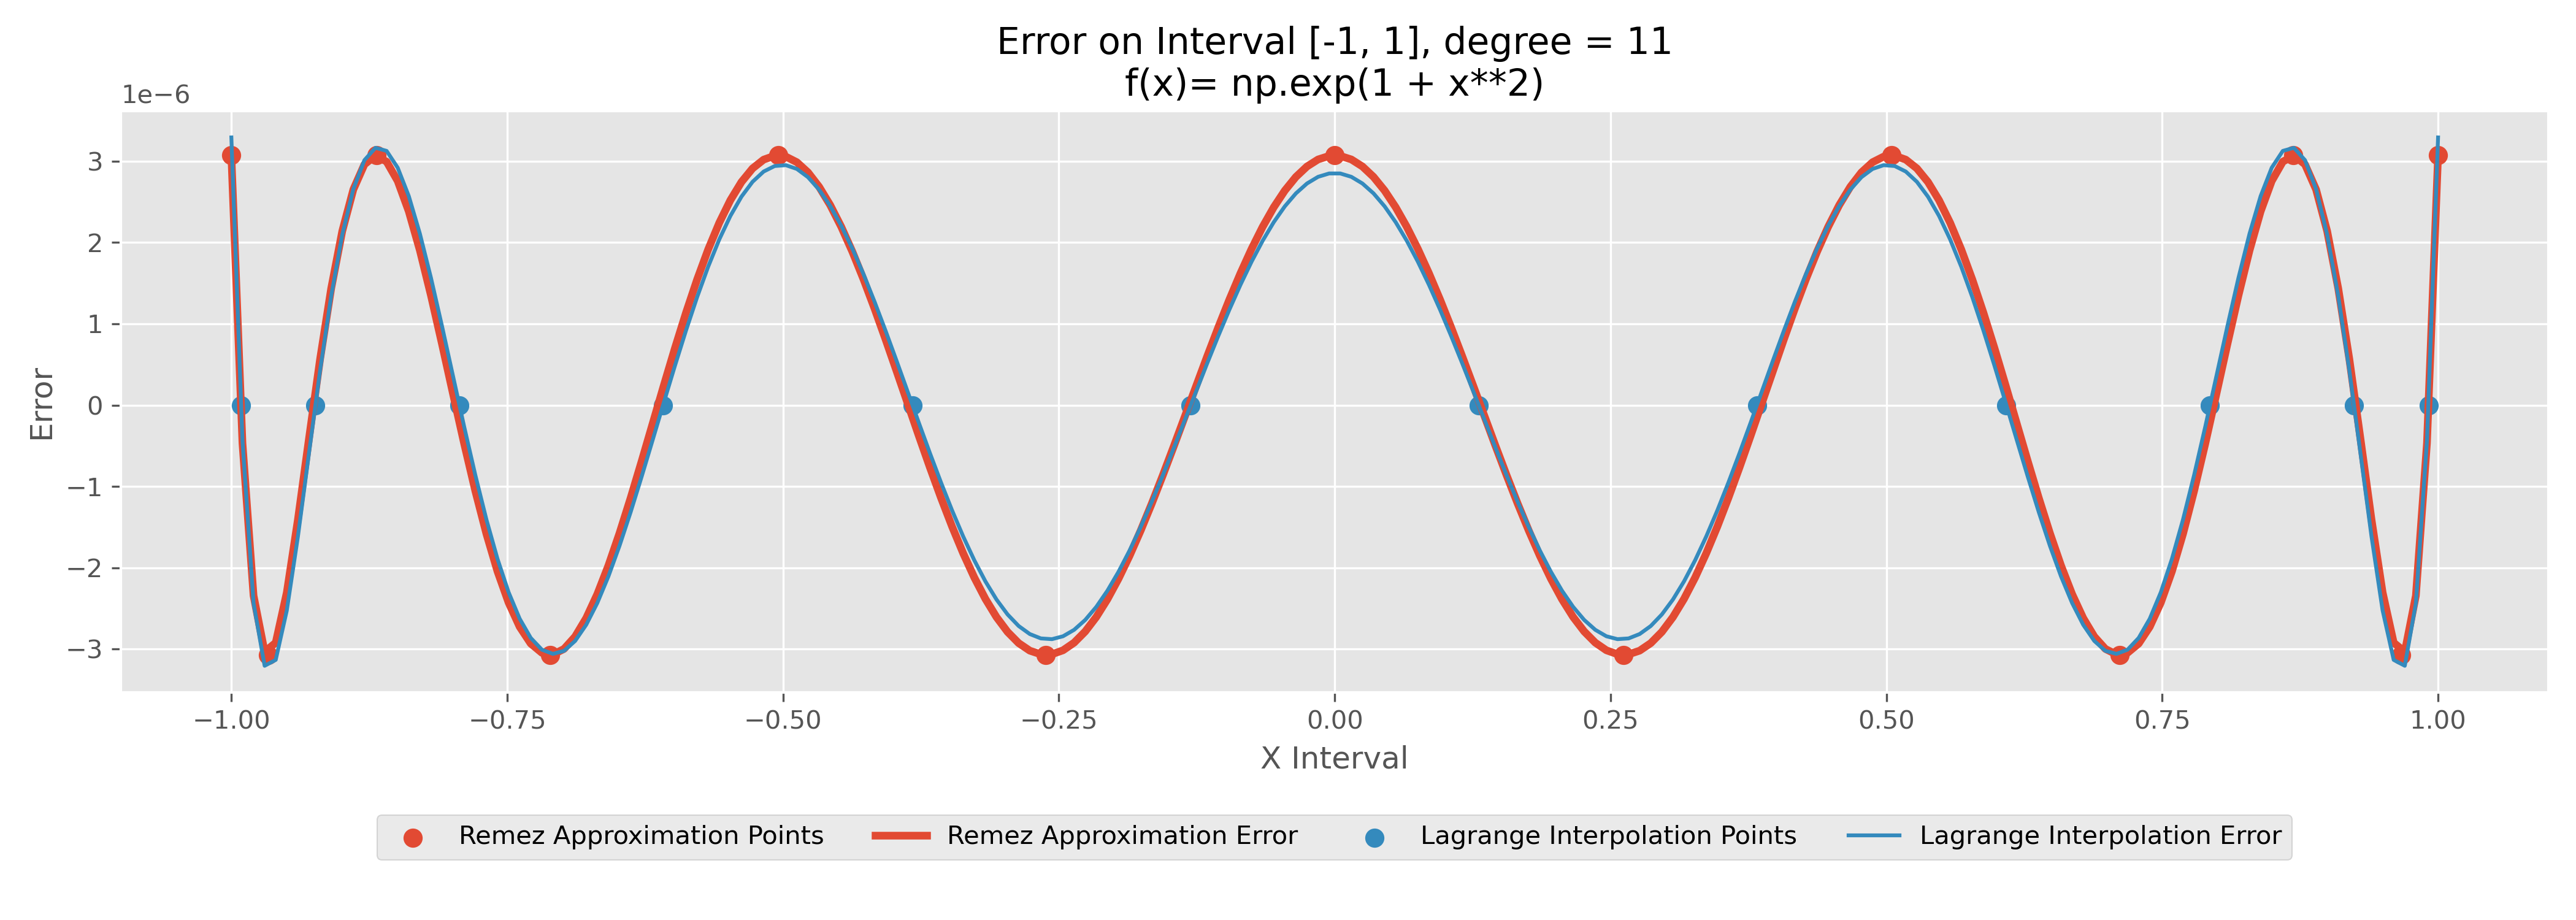 Error on Interval [-1, 1], degree = 11
f(x)= np.exp(1 + x**2)
1e−6
3
2
1
0
−1
−2
−3
Error
−1.00 −0.75 −0.50 −0.25 0.00 0.25 0.50 0.75 1.00
X Interval
Remez Approximation Points Remez Approximation Error Lagrange Interpolation Points Lagrange Interpolation Error